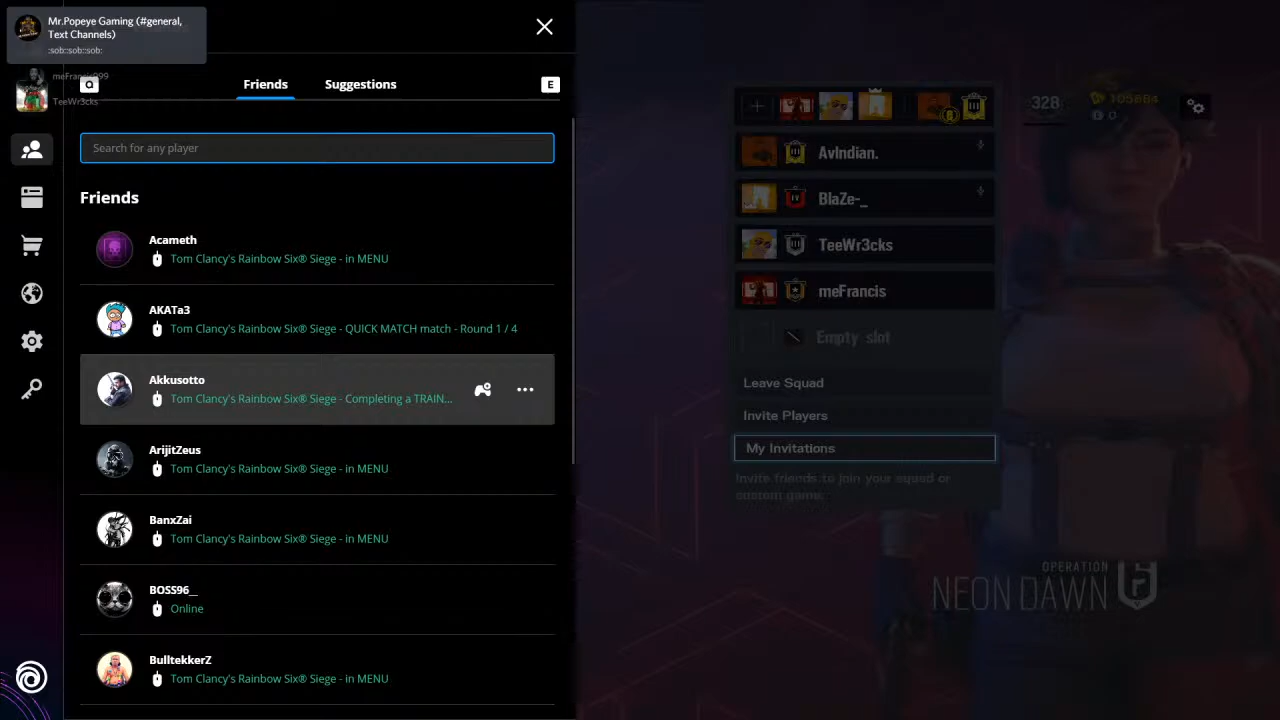 Mr.Popeye Gaming (#general,
Text Channels)
:sob::sob::sob:
meFrancis999
TeeWr3cks
Q
Friends
Suggestions
E
Search for any player
Friends
Acameth
Tom Clancy's Rainbow Six® Siege - in MENU
AKATa3
Tom Clancy's Rainbow Six® Siege - QUICK MATCH match - Round 1 / 4
Akkusotto
Tom Clancy's Rainbow Six® Siege - Completing a TRAIN...
ArijitZeus
Tom Clancy's Rainbow Six® Siege - in MENU
BanxZai
Tom Clancy's Rainbow Six® Siege - in MENU
BOSS96__
Online
BulltekkerZ
Tom Clancy's Rainbow Six® Siege - in MENU
328
105884
0
AvIndian.
BlaZe-_
TeeWr3cks
meFrancis
Empty slot
Leave Squad
Invite Players
My Invitations
Invite friends to join your squad or
custom game.
OPERATION
NEON DAWN